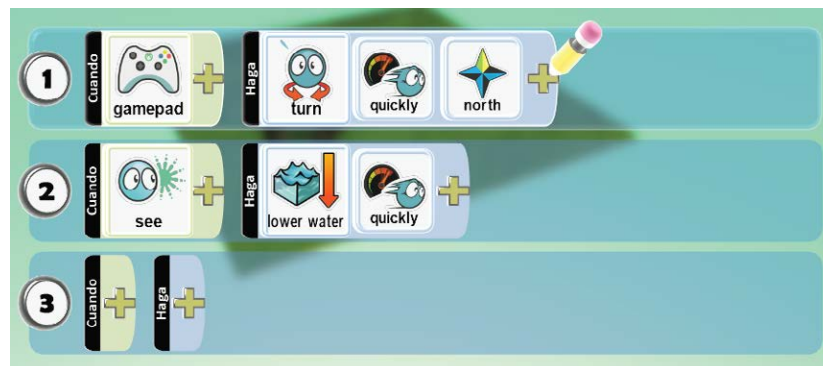 1 Cuando gamepad Haga turn quickly north
2 Cuando see Haga lower water quickly
3 Cuando Haga